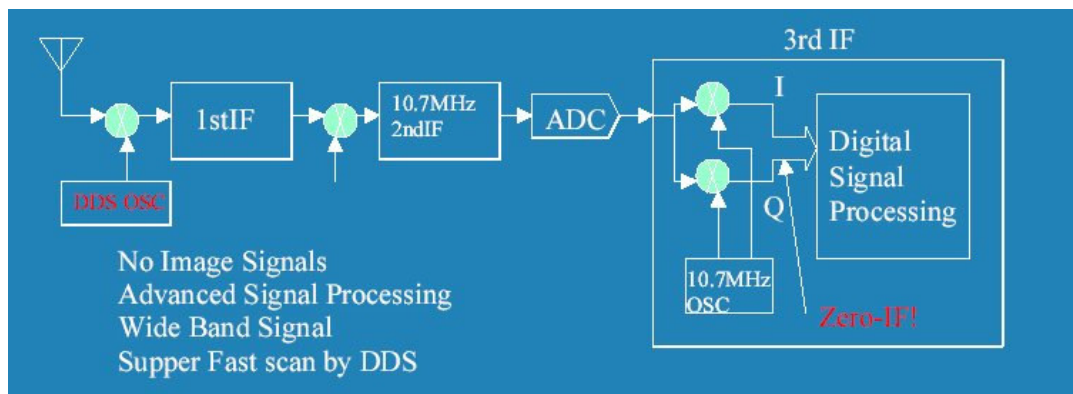 3rd IF
I
1stIF
10.7MHz
2ndIF
ADC
Digital
Signal
Processing
DDS OSC
Q
10.7MHz
OSC
Zero-IF!
No Image Signals
Advanced Signal Processing
Wide Band Signal
Supper Fast scan by DDS